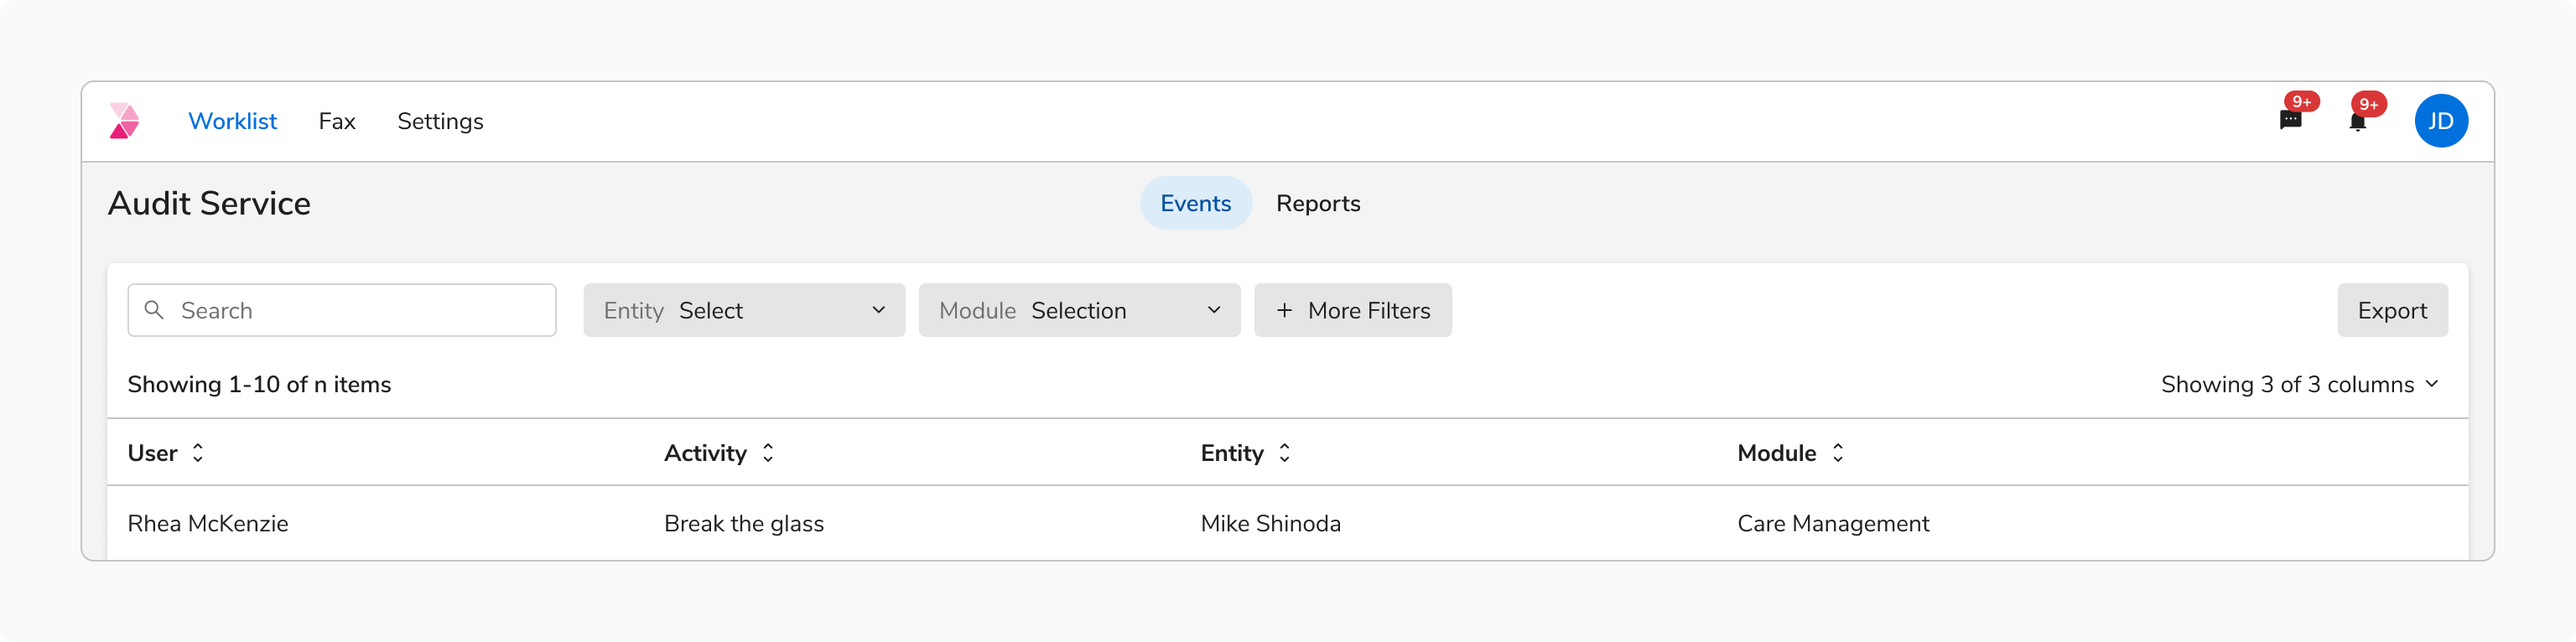 Worklist Fax Settings 9+ 9+ JD
Audit Service Events Reports
Search Entity Select Module Selection + More Filters Export
Showing 1-10 of n items Showing 3 of 3 columns
User Activity Entity Module
Rhea McKenzie Break the glass Mike Shinoda Care Management